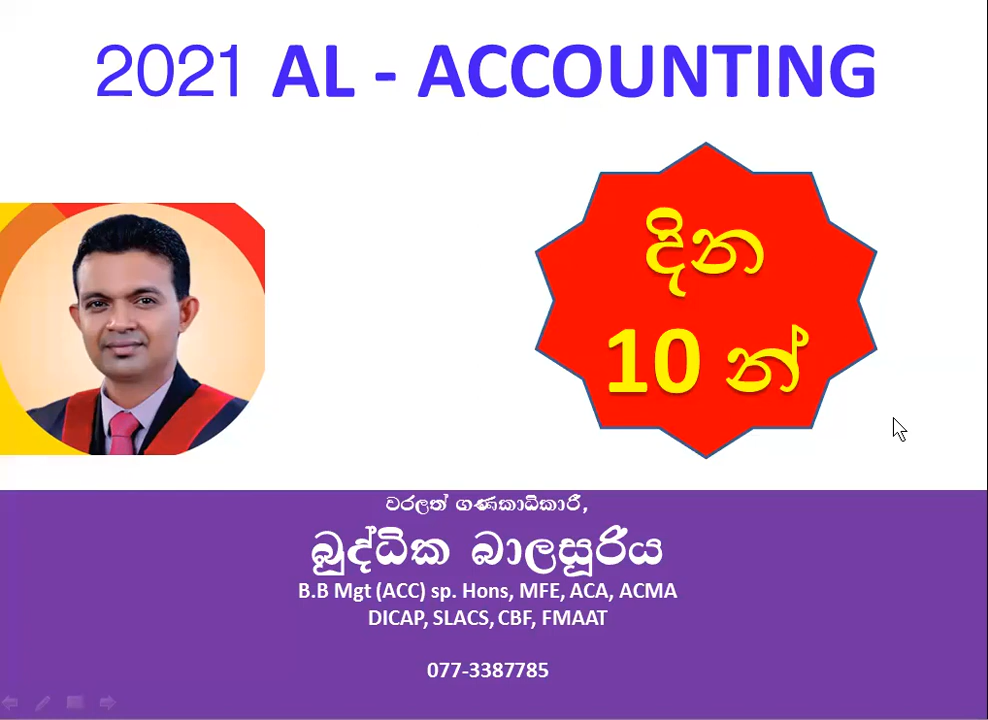 2021 AL - ACCOUNTING
දින
10 න්
වරලත් ගණකාධිකාරී,
බුද්ධික බාලසූරිය
B.B Mgt (ACC) sp. Hons, MFE, ACA, ACMA
DICAP, SLACS, CBF, FMAAT
077-3387785